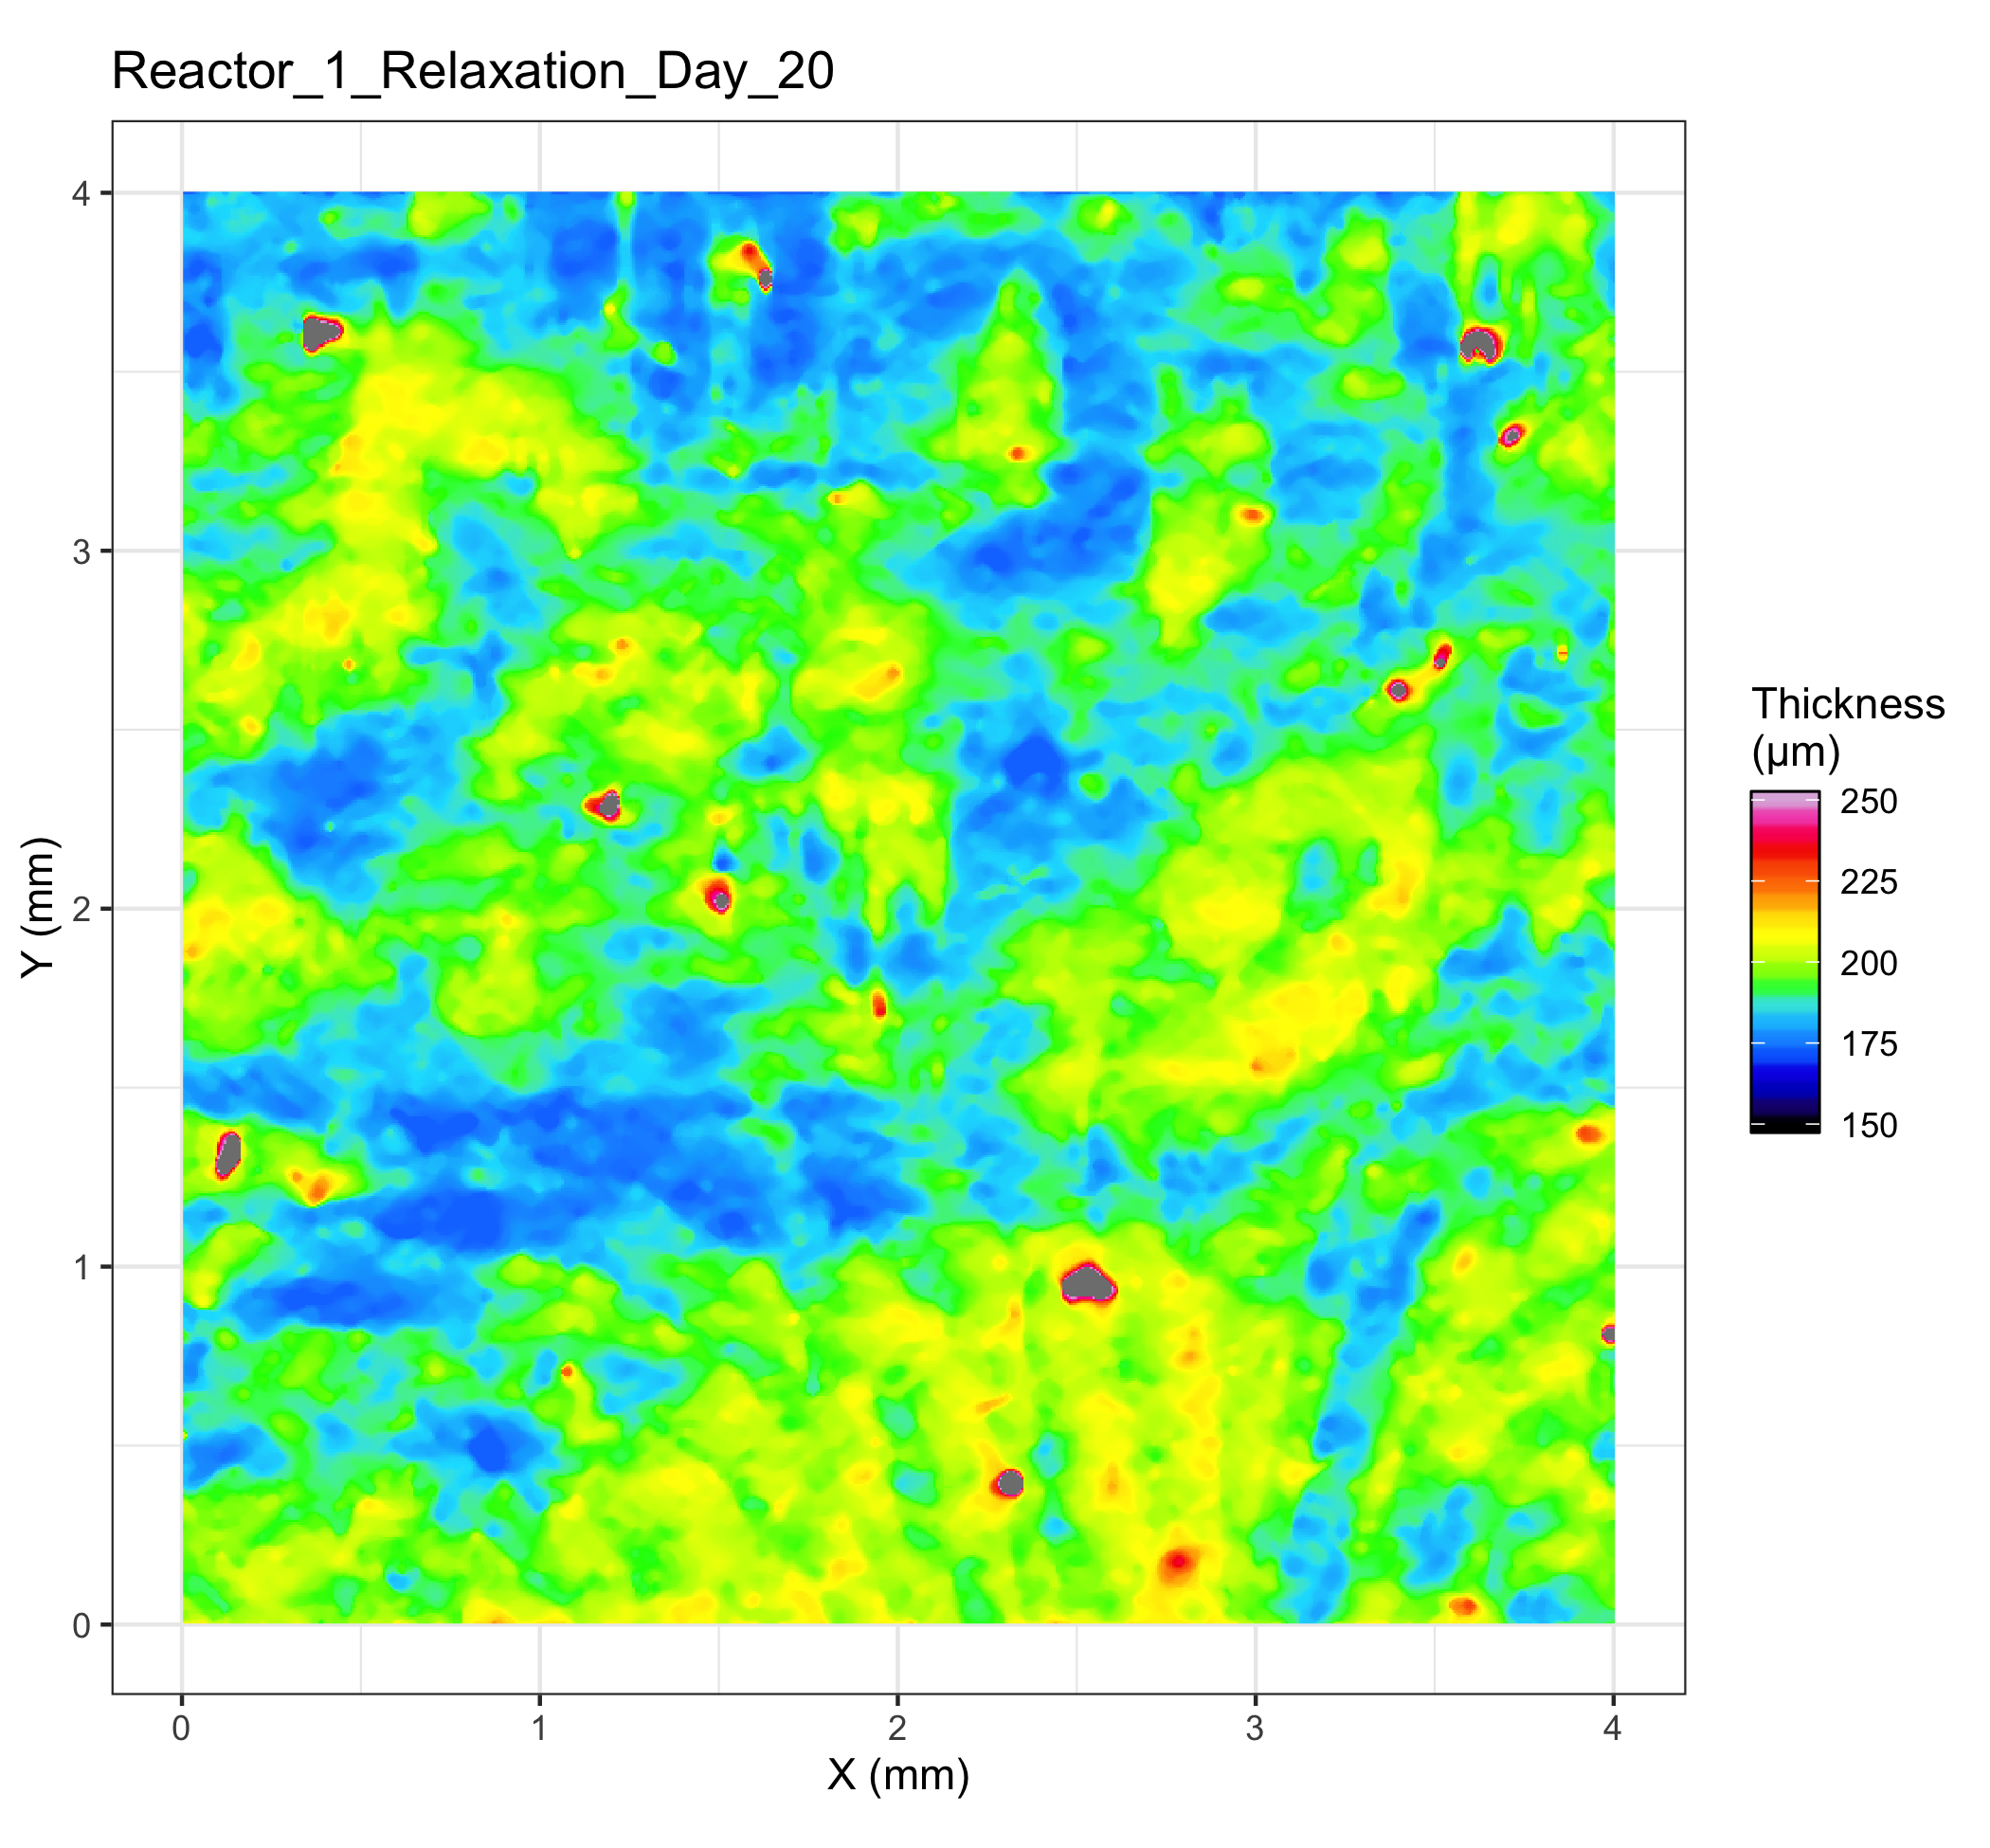 Reactor_1_Relaxation_Day_20
4
3
2
1
0
Y (mm)
0 1 2 3 4
X (mm)
Thickness
(µm)
250
225
200
175
150